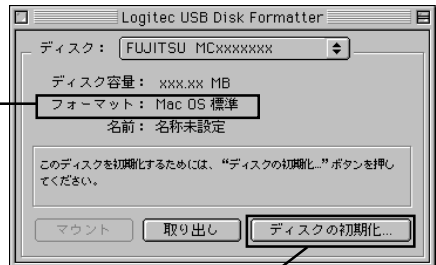 Logitec USB Disk Formatter
ディスク： FUJITSU MCxxxxxxx
ディスク容量： xxx.xx MB
フォーマット： Mac OS 標準
名前： 名称未設定
このディスクを初期化するためには、“ディスクの初期化...”ボタンを押し
てください。
マウント 取り出し ディスクの初期化...